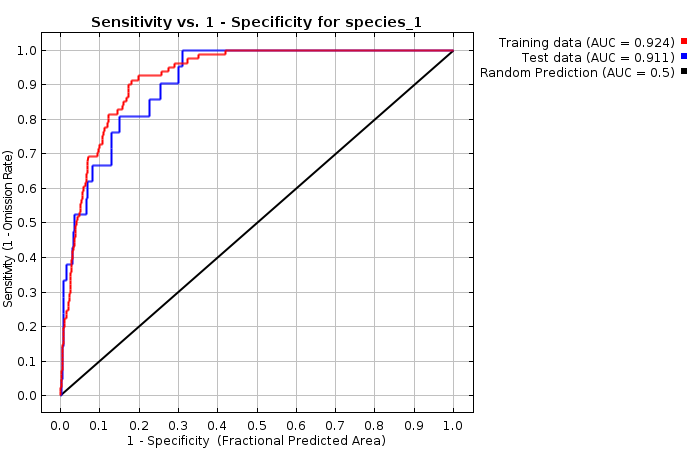 Sensitivity vs. 1 - Specificity for species_1
Training data (AUC = 0.924)
Test data (AUC = 0.911)
Random Prediction (AUC = 0.5)
Sensitivity (1 - Omission Rate)
1.0
0.9
0.8
0.7
0.6
0.5
0.4
0.3
0.2
0.1
0.0
0.0 0.1 0.2 0.3 0.4 0.5 0.6 0.7 0.8 0.9 1.0
1 - Specificity (Fractional Predicted Area)